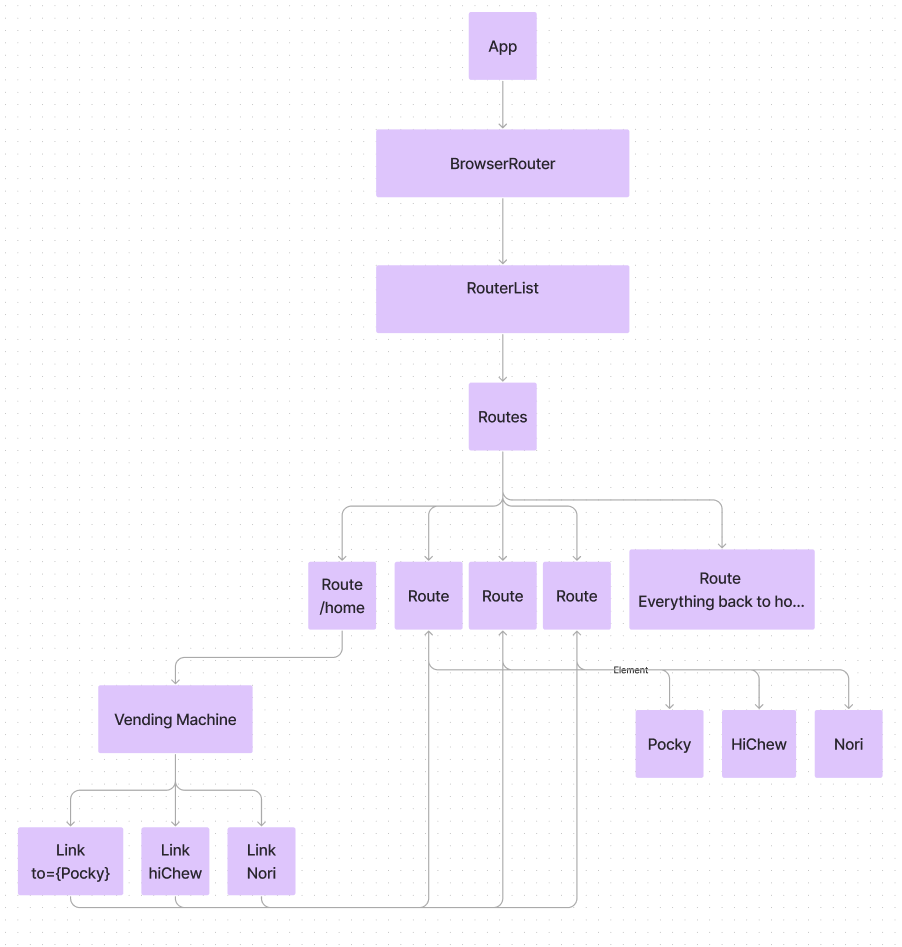 App
BrowserRouter
RouterList
Routes
Route
/home
Route
Route
Route
Route
Everything back to ho...
Element
Vending Machine
Pocky
HiChew
Nori
Link
to={Pocky}
Link
hiChew
Link
Nori